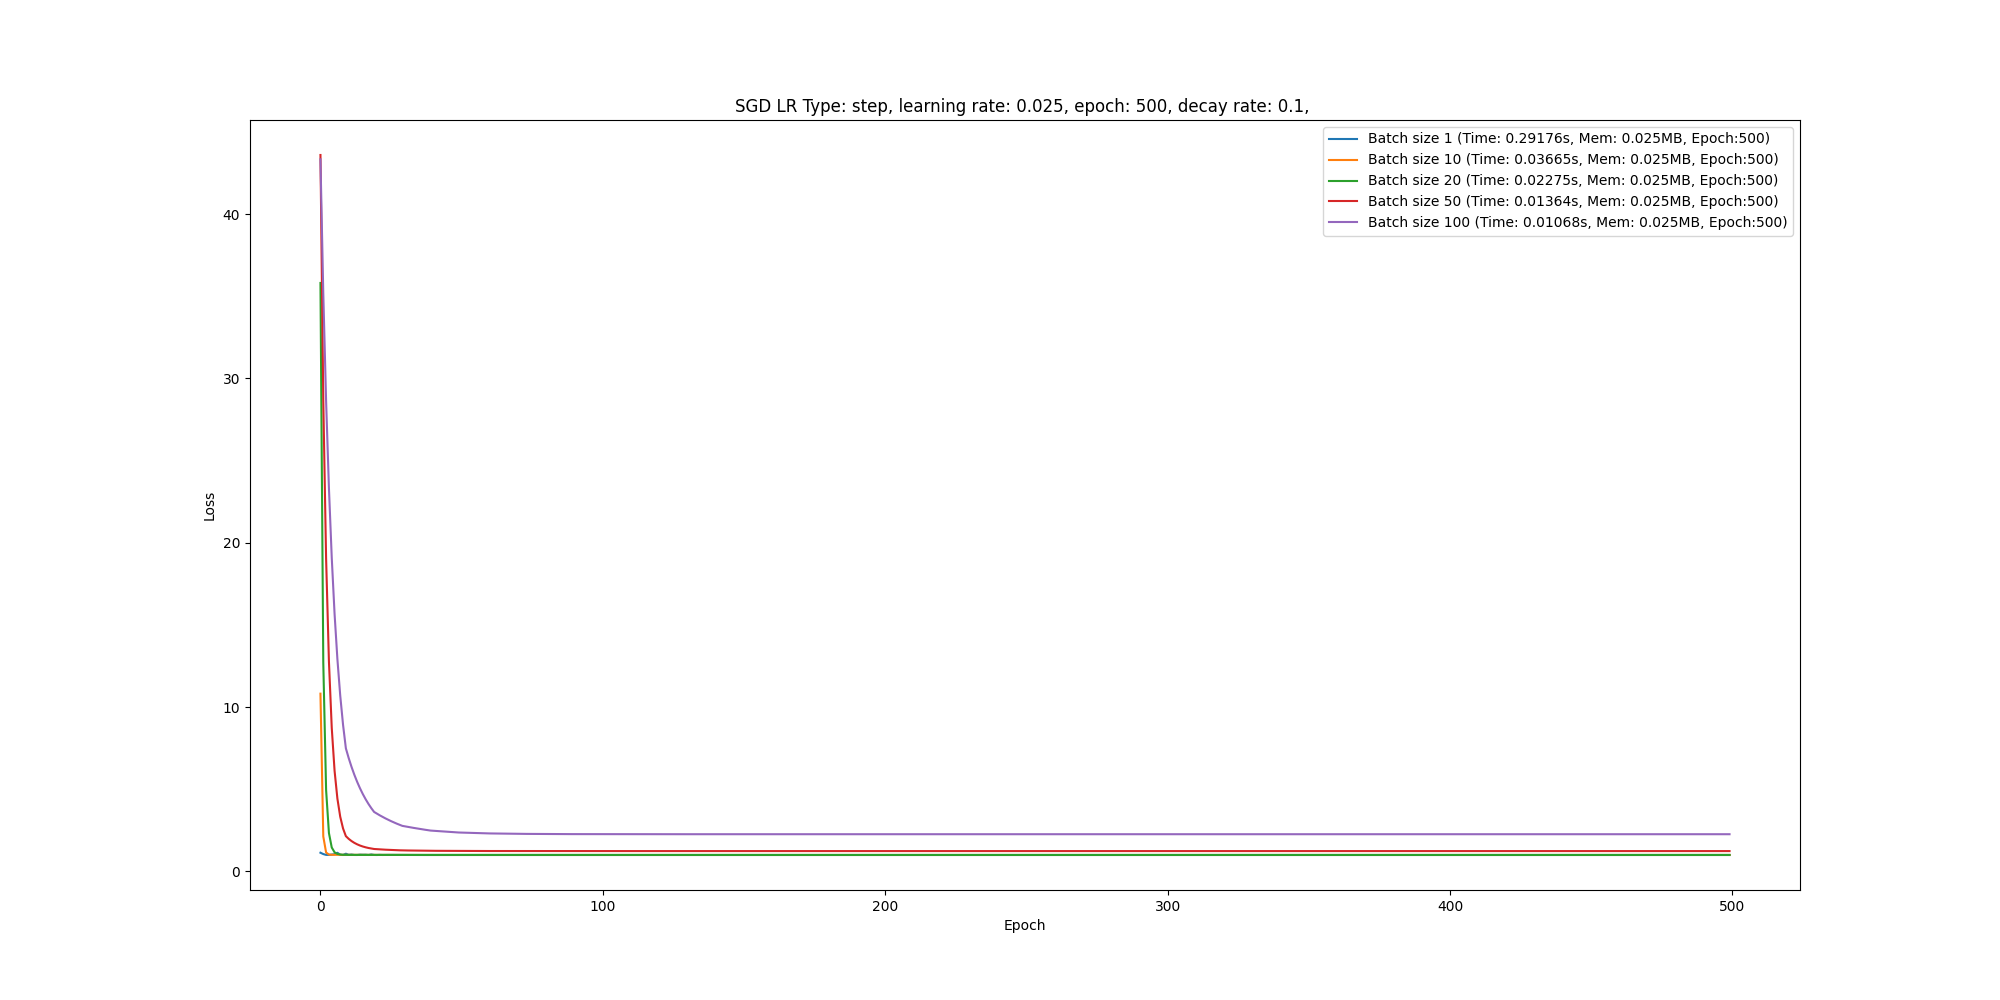 SGD LR Type: step, learning rate: 0.025, epoch: 500, decay rate: 0.1,
Batch size 1 (Time: 0.29176s, Mem: 0.025MB, Epoch:500)
Batch size 10 (Time: 0.03665s, Mem: 0.025MB, Epoch:500)
Batch size 20 (Time: 0.02275s, Mem: 0.025MB, Epoch:500)
Batch size 50 (Time: 0.01364s, Mem: 0.025MB, Epoch:500)
Batch size 100 (Time: 0.01068s, Mem: 0.025MB, Epoch:500)
Loss
40
30
20
10
0
0 100 200 300 400 500
Epoch